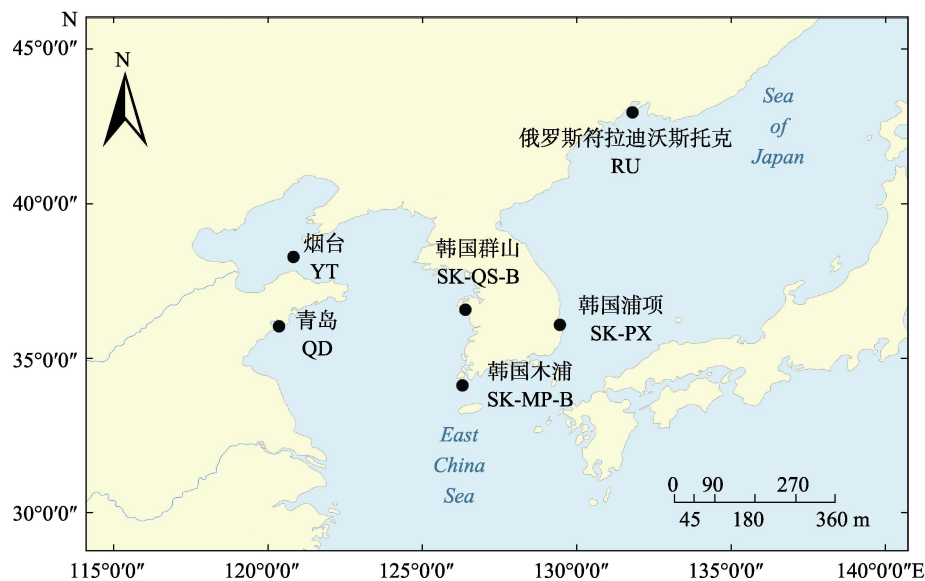 N
45°0′0″
N
Sea
of
Japan
俄罗斯符拉迪沃斯托克
RU
40°0′0″
烟台
YT
韩国群山
SK-QS-B
青岛
QD
韩国浦项
SK-PX
35°0′0″
韩国木浦
SK-MP-B
East
China
Sea
0 90 270
45 180 360 m
30°0′0″
115°0′0″ 120°0′0″ 125°0′0″ 130°0′0″ 135°0′0″ 140°0′0″E